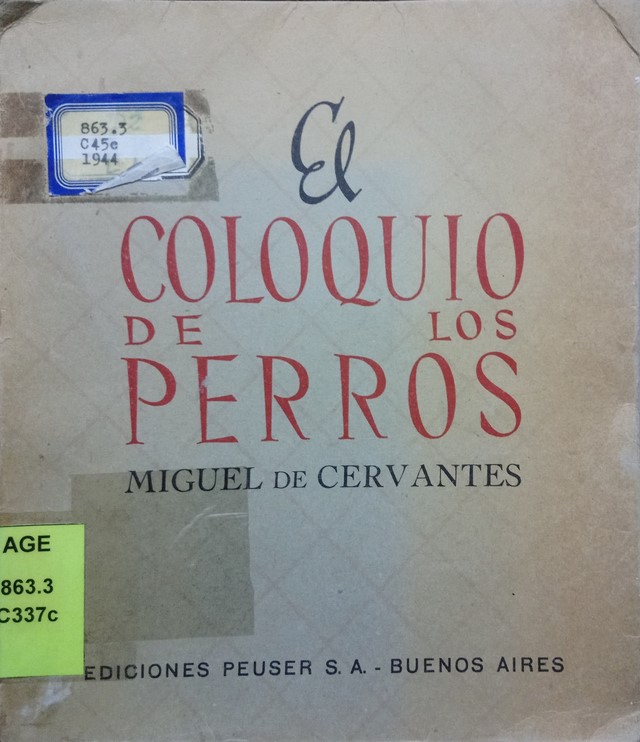 863.3
C45e
1944
El
COLOQUIO
DE LOS
PERROS
MIGUEL DE CERVANTES
AGE
863.3
C337c
EDICIONES PEUSER S. A. - BUENOS AIRES